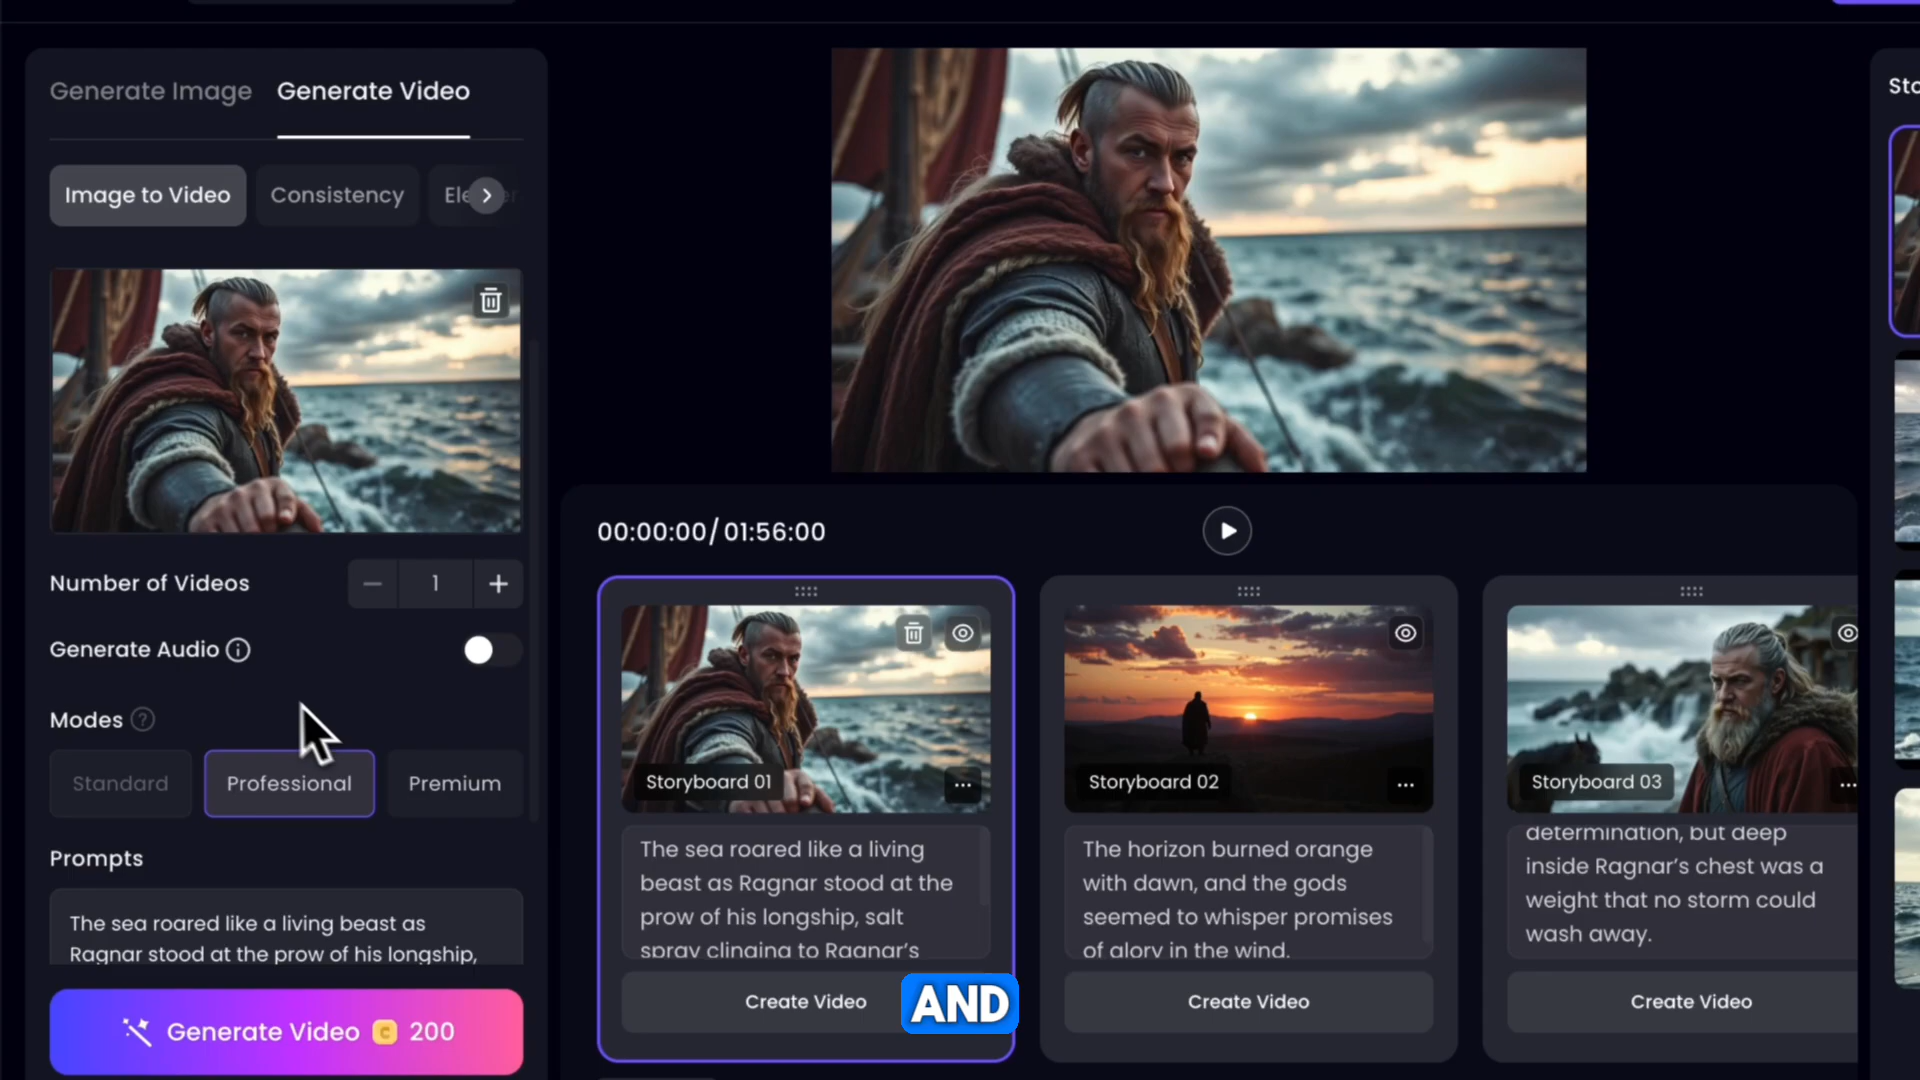 Generate Image
Generate Video
Image to Video
Consistency
Number of Videos
1
Generate Audio
Modes
Standard
Professional
Premium
Prompts
The sea roared like a living beast as
Ragnar stood at the prow of his longship,
Generate Video C 200
00:00:00/ 01:56:00
Storyboard 01
The sea roared like a living
beast as Ragnar stood at the
prow of his longship, salt
spray clinging to Ragnar's
Create Video
AND
Storyboard 02
The horizon burned orange
with dawn, and the gods
seemed to whisper promises
of glory in the wind.
Create Video
Storyboard 03
determination, but deep
inside Ragnar's chest was a
weight that no storm could
wash away.
Create Video